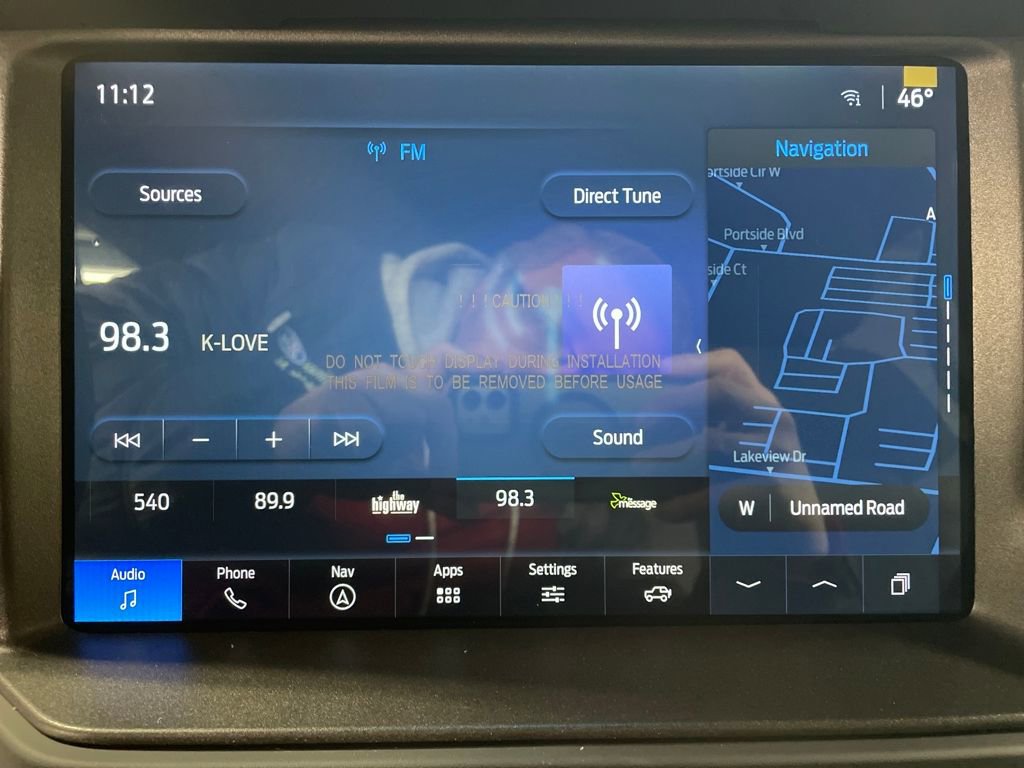 11:12
46°
FM
Navigation
Sources
Direct Tune
ortside Cir W
A
Portside Blvd
side Ct
! ! ! CAUTION ! ! !
98.3
K-LOVE
DO NOT TOUCH DISPLAY DURING INSTALLATION
THIS FILM IS TO BE REMOVED BEFORE USAGE
Sound
Lakeview Dr
540
89.9
the
highway
98.3
the
message
W
Unnamed Road
Audio
Phone
Nav
Apps
Settings
Features